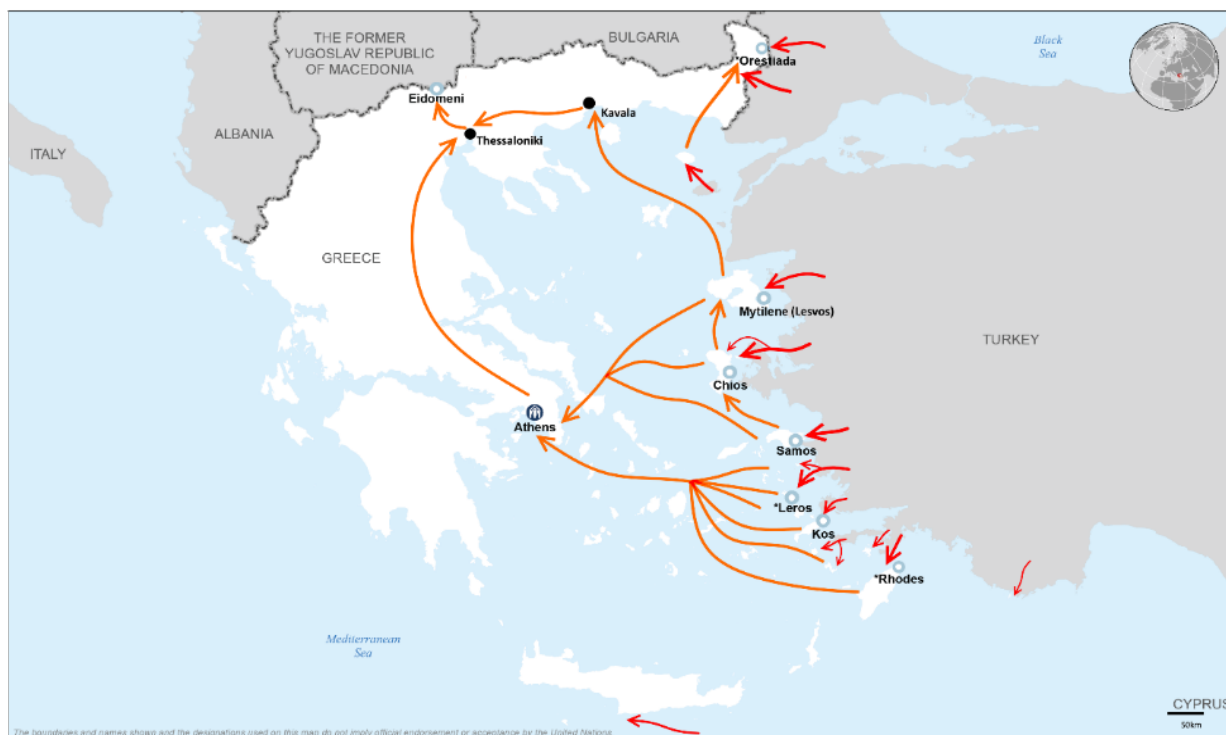 THE FORMER
YUGOSLAV REPUBLIC
OF MACEDONIA
BULGARIA
Black
Sea
*Orestiada
Eidomeni
Kavala
ALBANIA
Thessaloniki
ITALY
GREECE
Mytilene (Lesvos)
TURKEY
Chios
Athens
Samos
*Leros
Kos
*Rhodes
Mediterranean
Sea
CYPRUS
50km
The boundaries and names shown and the designations used on this map do not imply official endorsement or acceptance by the United Nations